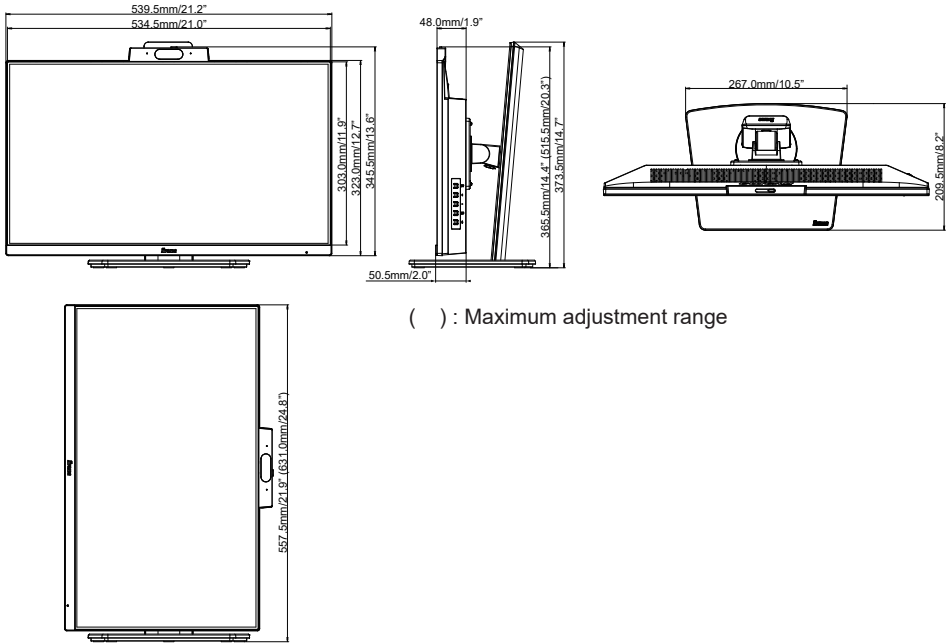 539.5mm/21.2”
534.5mm/21.0”
303.0mm/11.9”
323.0mm/12.7”
345.5mm/13.6”
48.0mm/1.9”
365.5mm/14.4” (515.5mm/20.3”)
373.5mm/14.7”
50.5mm/2.0”
267.0mm/10.5”
209.5mm/8.2”
( ) : Maximum adjustment range
557.5mm/21.9” (631.0mm/24.8”)